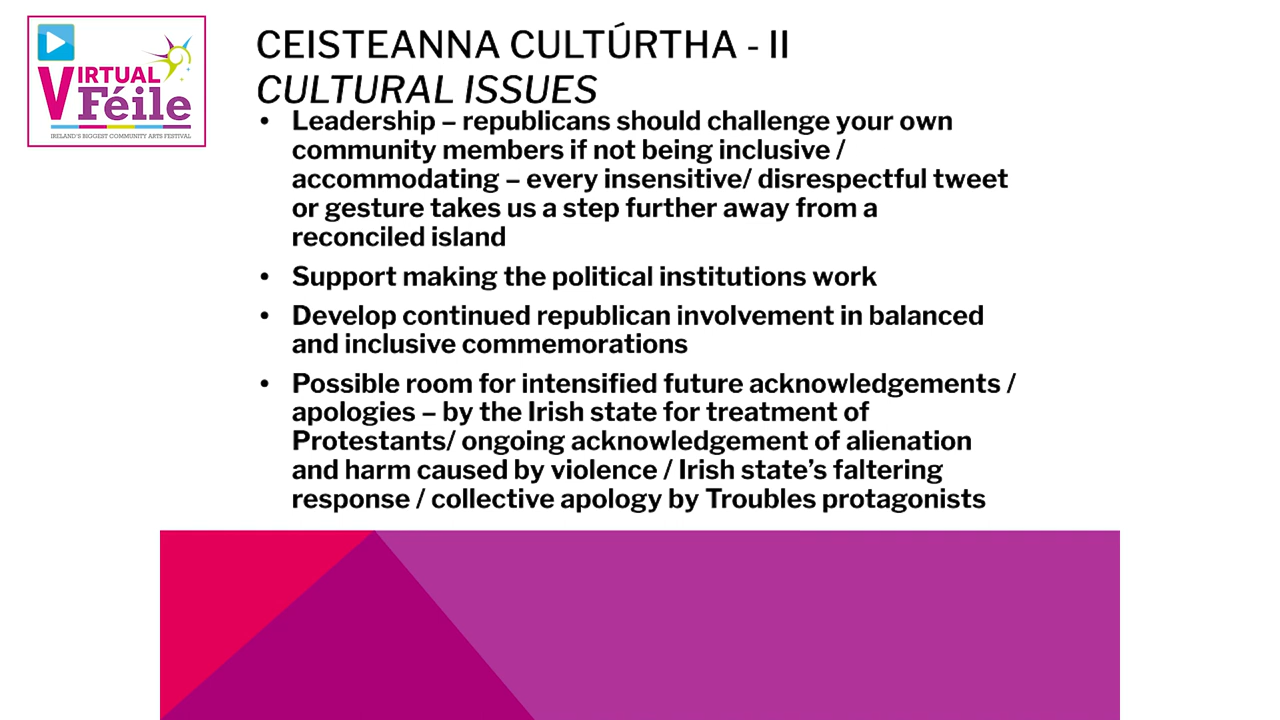 VIRTUAL
Féile
IRELAND'S BIGGEST COMMUNITY ARTS FESTIVAL
CEISTEANNA CULTÚRTHA - II
CULTURAL ISSUES
• Leadership – republicans should challenge your own
community members if not being inclusive /
accommodating – every insensitive/ disrespectful tweet
or gesture takes us a step further away from a
reconciled island
• Support making the political institutions work
• Develop continued republican involvement in balanced
and inclusive commemorations
• Possible room for intensified future acknowledgements /
apologies – by the Irish state for treatment of
Protestants/ ongoing acknowledgement of alienation
and harm caused by violence / Irish state’s faltering
response / collective apology by Troubles protagonists